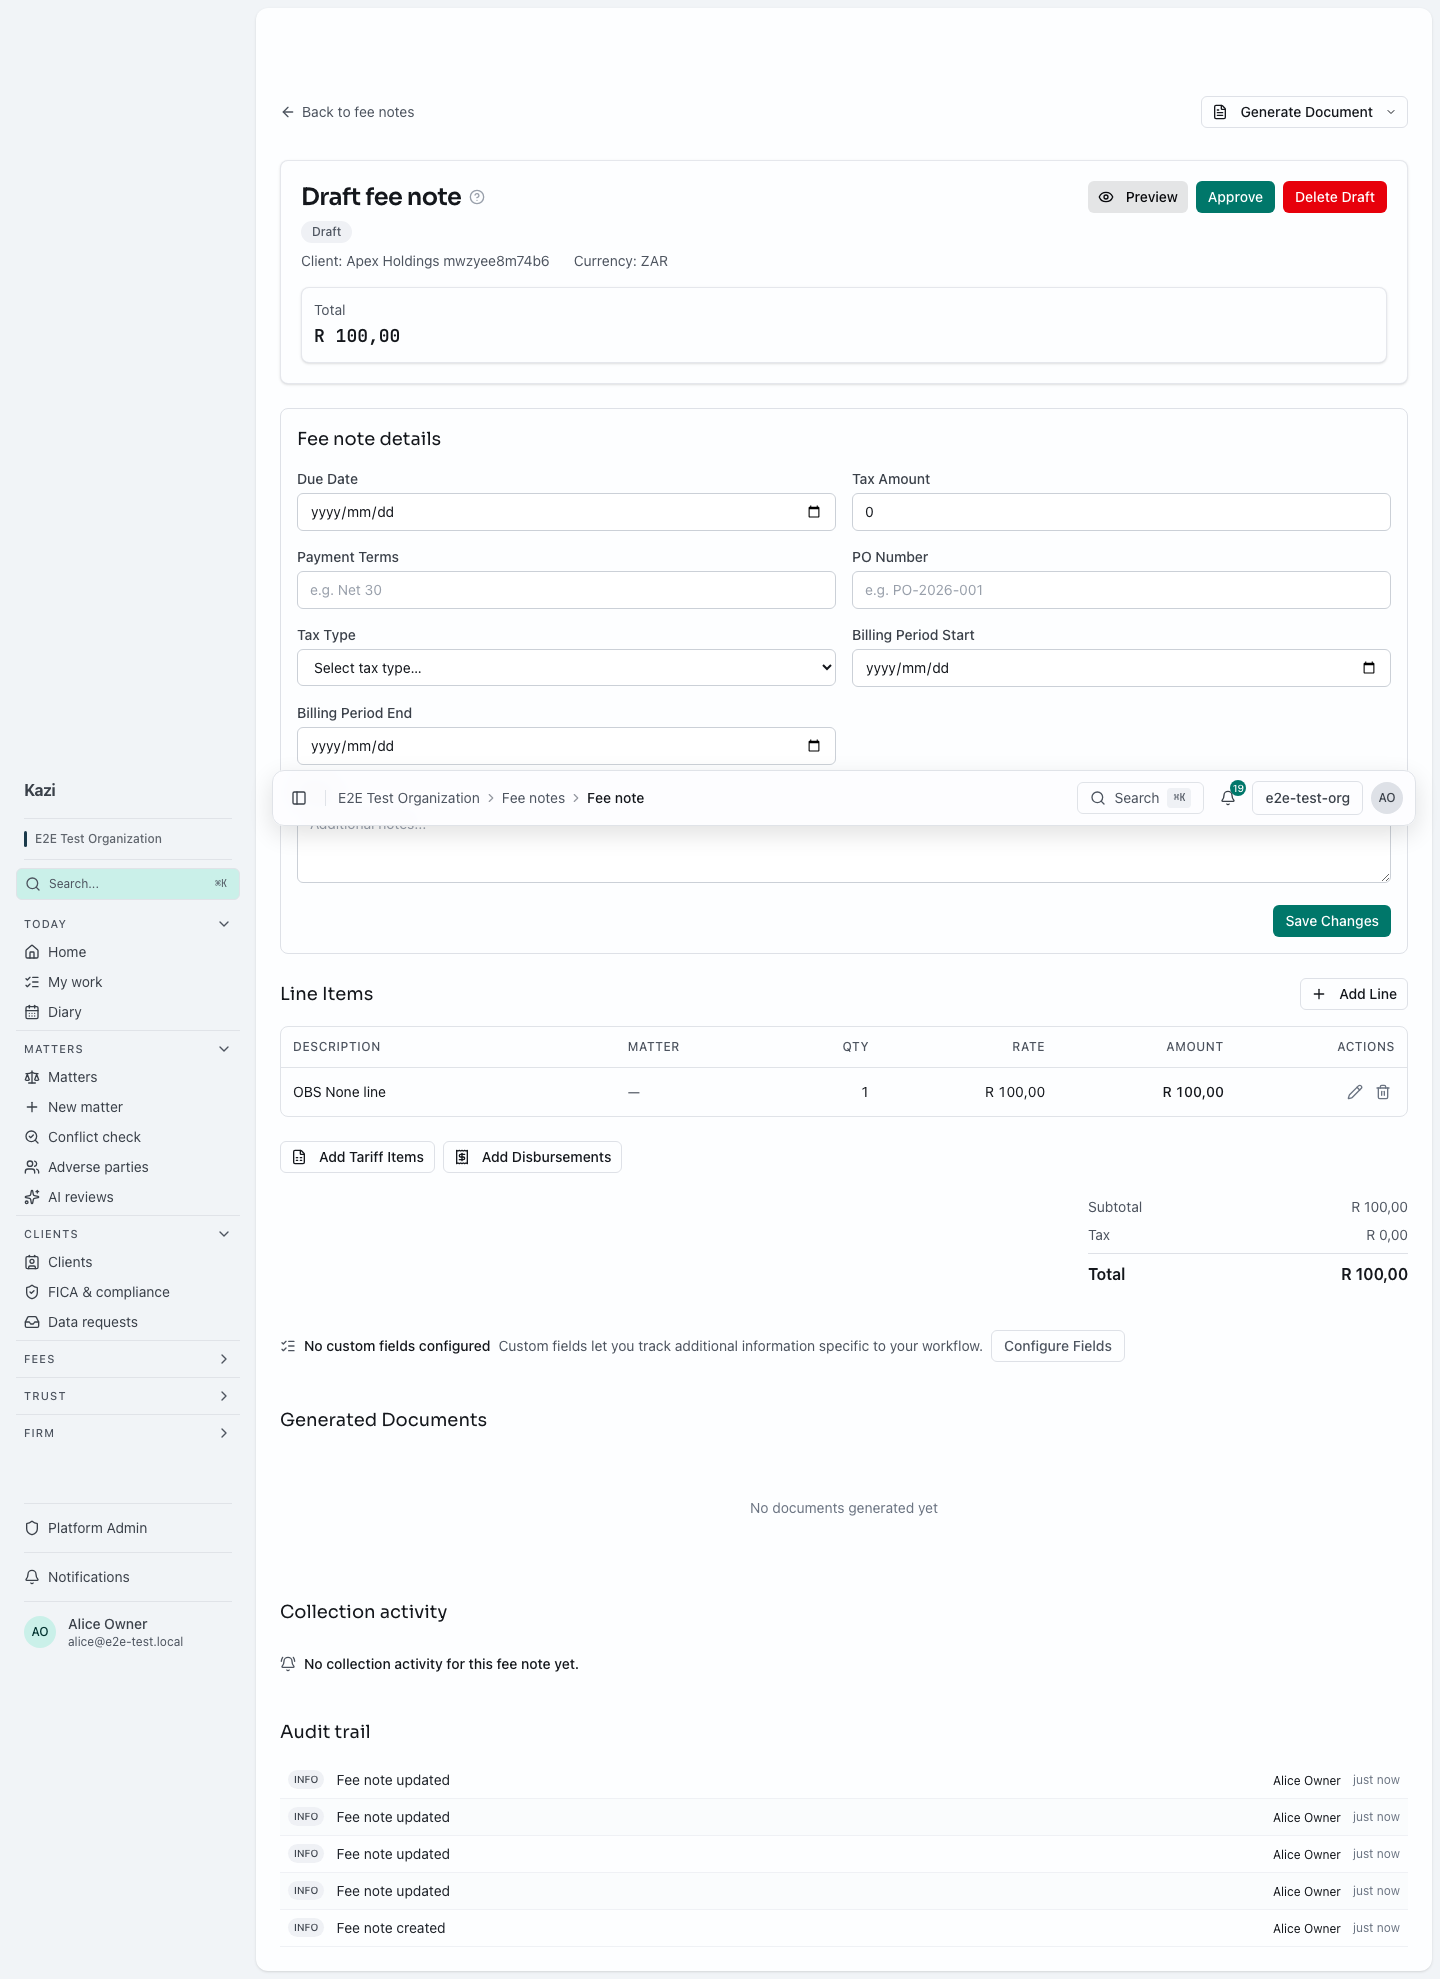 Back to fee notes
Generate Document
Draft fee note
Preview
Approve
Delete Draft
Draft
Client: Apex Holdings mwzyee8m74b6 Currency: ZAR
Total
R 100,00
Fee note details
Due Date
Tax Amount
yyyy/mm/dd
0
Payment Terms
PO Number
e.g. Net 30
e.g. PO-2026-001
Tax Type
Billing Period Start
Select tax type...
yyyy/mm/dd
Billing Period End
yyyy/mm/dd
E2E Test Organization > Fee notes > Fee note
Search ⌘K
19
e2e-test-org
AO
Additional notes...
Save Changes
Line Items
Add Line
DESCRIPTION MATTER QTY RATE AMOUNT ACTIONS
OBS None line — 1 R 100,00 R 100,00
Add Tariff Items
Add Disbursements
Subtotal R 100,00
Tax R 0,00
Total R 100,00
No custom fields configured Custom fields let you track additional information specific to your workflow. Configure Fields
Generated Documents
No documents generated yet
Collection activity
No collection activity for this fee note yet.
Audit trail
INFO Fee note updated Alice Owner just now
INFO Fee note updated Alice Owner just now
INFO Fee note updated Alice Owner just now
INFO Fee note updated Alice Owner just now
INFO Fee note created Alice Owner just now
Kazi
E2E Test Organization
Search... ⌘K
TODAY
Home
My work
Diary
MATTERS
Matters
New matter
Conflict check
Adverse parties
AI reviews
CLIENTS
Clients
FICA & compliance
Data requests
FEES
TRUST
FIRM
Platform Admin
Notifications
AO
Alice Owner
alice@e2e-test.local